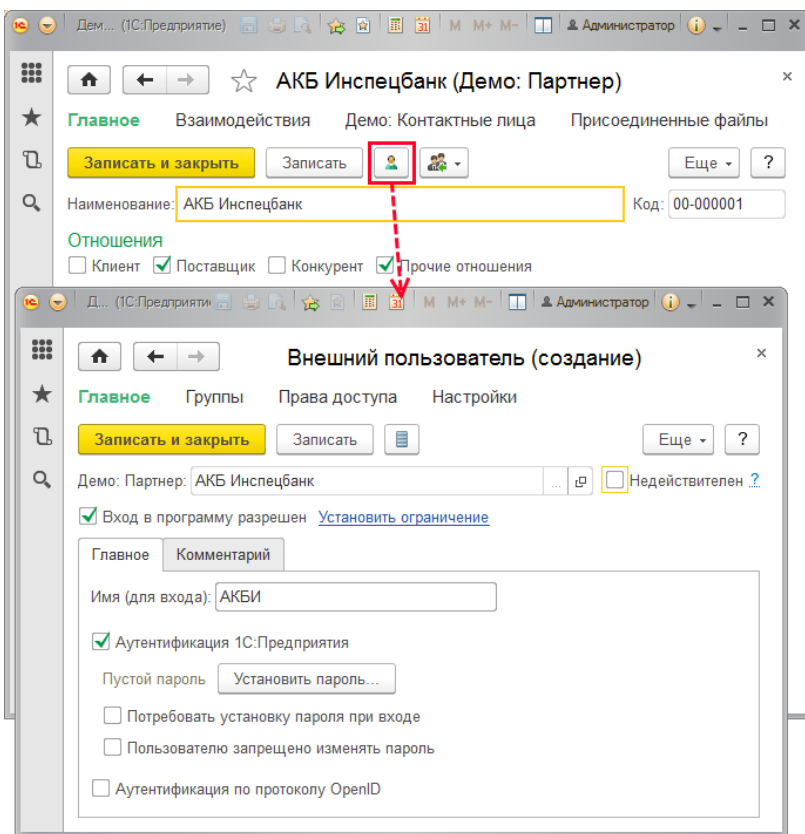 Дем... (1С:Предприятие) M M+ M- Администратор
АКБ Инспецбанк (Демо: Партнер)
Главное Взаимодействия Демо: Контактные лица Присоединенные файлы
Записать и закрыть Записать Еще ?
Наименование: АКБ Инспецбанк Код: 00-000001
Отношения
Клиент Поставщик Конкурент Прочие отношения
Д... (1С:Предприяти M M+ M- Администратор
Внешний пользователь (создание)
Главное Группы Права доступа Настройки
Записать и закрыть Записать Еще ?
Демо: Партнер: АКБ Инспецбанк ... Недействителен ?
Вход в программу разрешен Установить ограничение
Главное Комментарий
Имя (для входа): АКБИ
Аутентификация 1С:Предприятия
Пустой пароль Установить пароль...
Потребовать установку пароля при входе
Пользователю запрещено изменять пароль
Аутентификация по протоколу OpenID